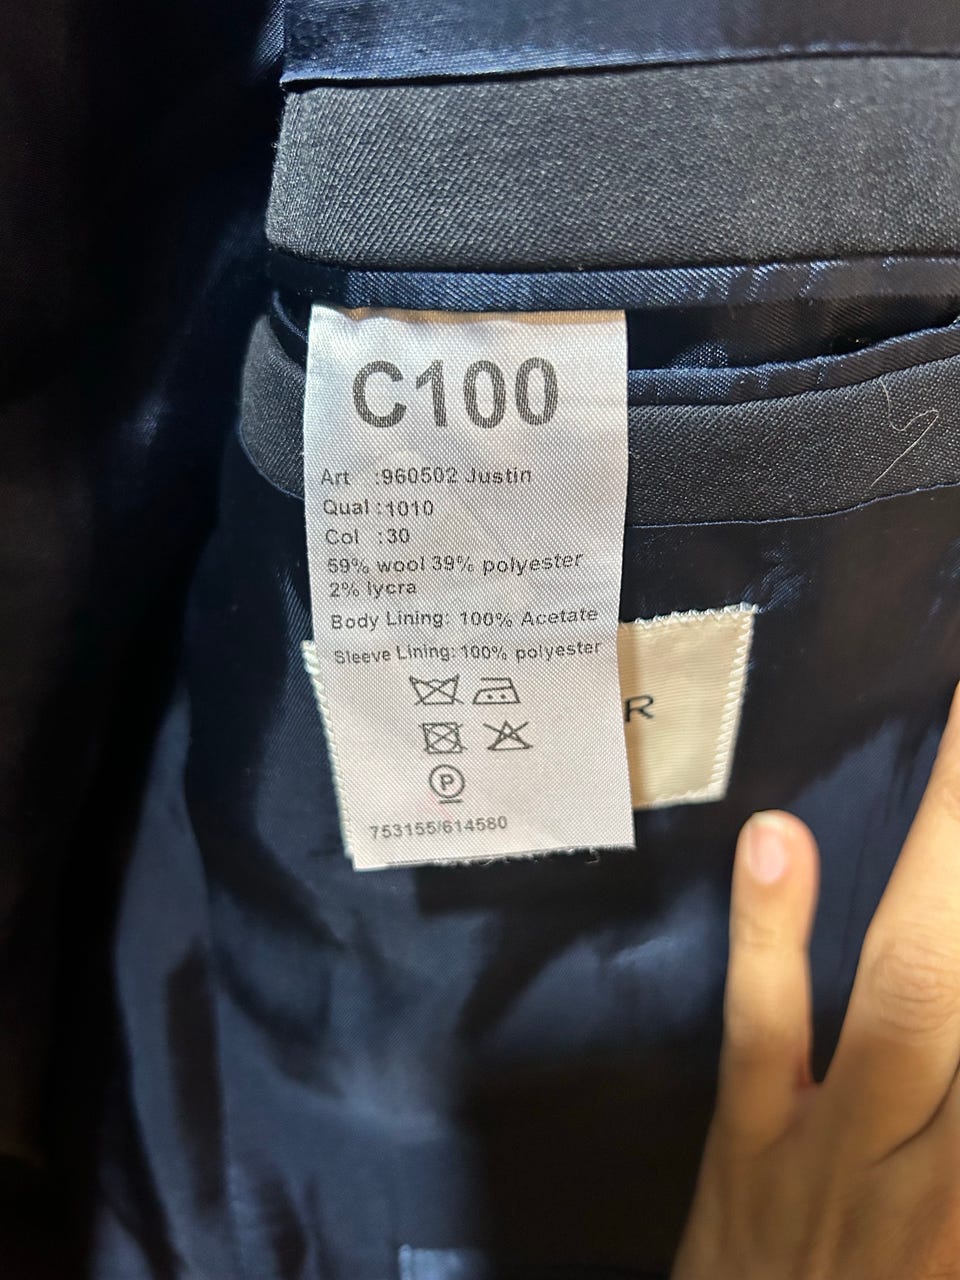 C100
Art :960502 Justin
Qual :1010
Col :30
59% wool 39% polyester
2% lycra
Body Lining: 100% Acetate
Sleeve Lining: 100% polyester
P
753155/614560
R